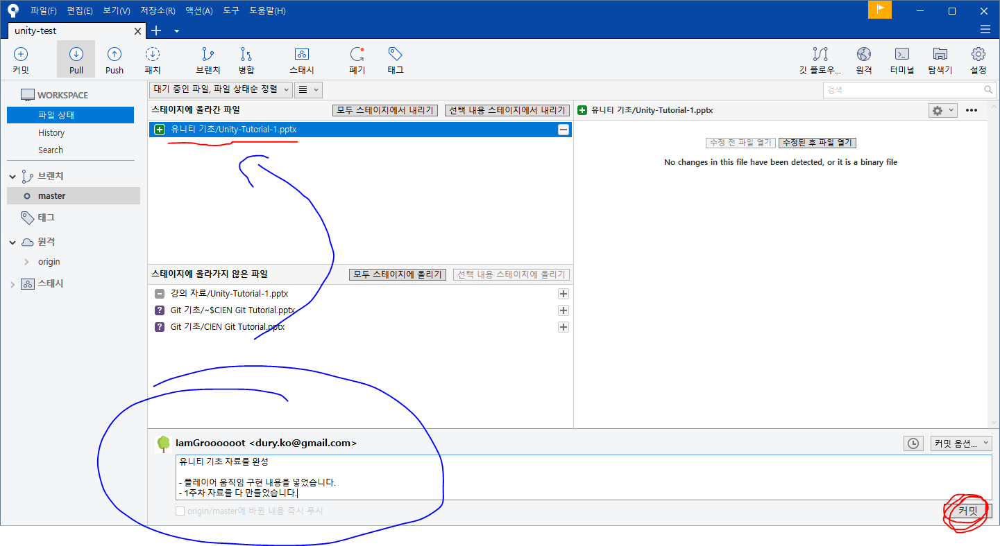 파일(F) 편집(E) 보기(V) 저장소(R) 액션(A) 도구 도움말(H)
unity-test
커밋 Pull Push 패치 브랜치 병합 스태시 폐기 태그 깃 플로우... 원격 터미널 탐색기 설정
WORKSPACE
파일 상태
History
Search
브랜치
master
태그
원격
origin
스태시
대기 중인 파일, 파일 상태순 정렬
검색
스테이지에 올라간 파일 모두 스테이지에서 내리기 선택 내용 스테이지에서 내리기
유니티 기초/Unity-Tutorial-1.pptx
스테이지에 올라가지 않은 파일 모두 스테이지에 올리기 선택 내용 스테이지에 올리기
강의 자료/Unity-Tutorial-1.pptx
Git 기초/~$CIEN Git Tutorial.pptx
Git 기초/CIEN Git Tutorial.pptx
유니티 기초/Unity-Tutorial-1.pptx
수정 전 파일 열기 수정된 후 파일 열기
No changes in this file have been detected, or it is a binary file
IamGroooooot <dury.ko@gmail.com>
커밋 옵션...
유니티 기초 자료를 완성
- 플레이어 움직임 구현 내용을 넣었습니다.
- 1주차 자료를 다 만들었습니다.
origin/master에 바뀐 내용 즉시 푸시
커밋